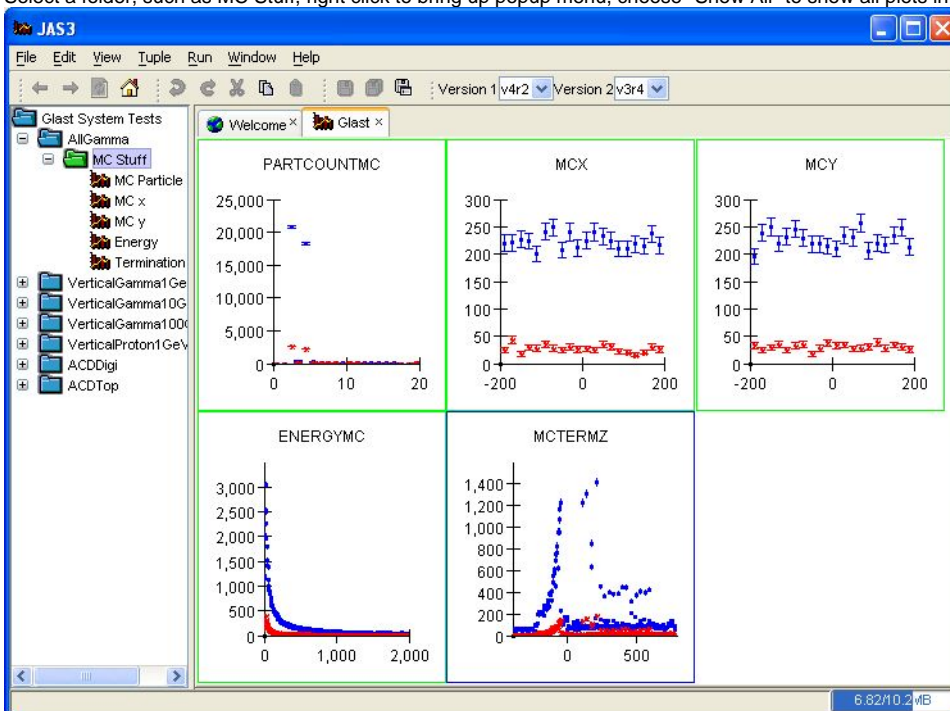 Select a folder, such as MC Stuff, right click to bring up popup menu, choose "Show All" to show all plots in
JAS3
File Edit View Tuple Run Window Help
Version 1 v4r2 Version 2 v3r4
Glast System Tests
AllGamma
MC Stuff
MC Particle
MC x
MC y
Energy
Termination
VerticalGamma1Ge
VerticalGamma10G
VerticalGamma100
VerticalProton1GeV
ACDDigi
ACDTop
Welcome × Glast ×
PARTCOUNTMC
25,000
20,000
15,000
10,000
5,000
0
0 10 20
MCX
300
250
200
150
100
50
0
-200 0 200
MCY
300
250
200
150
100
50
0
-200 0 200
ENERGYMC
3,000
2,500
2,000
1,500
1,000
500
0
0 1,000 2,000
MCTERMZ
1,400
1,200
1,000
800
600
400
200
0
0 500
6.82/10.2MB